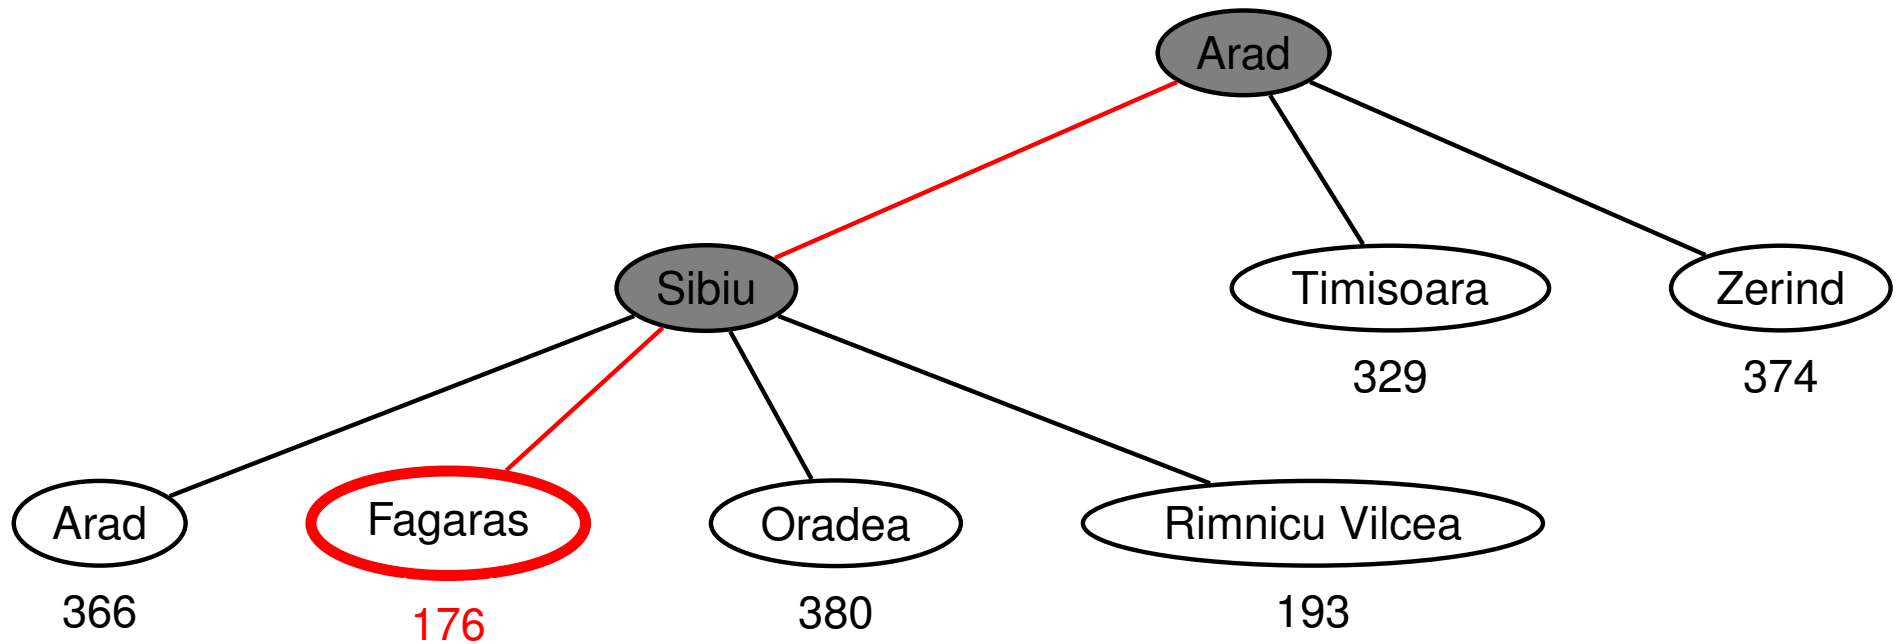 Arad
Sibiu
Timisoara
Zerind
329
374
Arad
Fagaras
Oradea
Rimnicu Vilcea
366
176
380
193